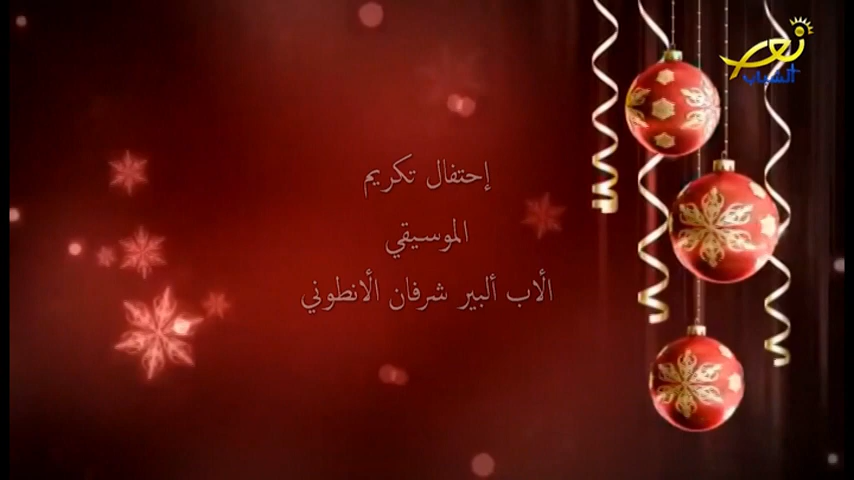 نور
الشباب
إحتفال تكريم
الموسيقي
الأب ألبير شرفان الأنطوني